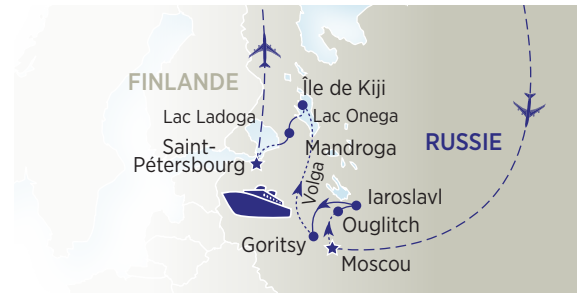 FINLANDE
Île de Kiji
Lac Ladoga
Lac Onega
Saint-
Pétersbourg
Mandroga
RUSSIE
Volga
Iaroslavl
Ouglitch
Goritsy
Moscou